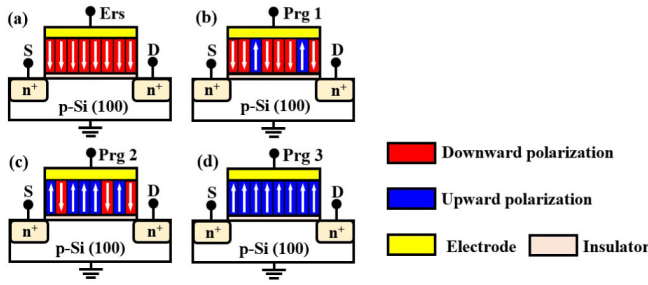 (a)
Ers
S
D
n+
n+
p-Si (100)
(b)
Prg 1
S
D
n+
n+
p-Si (100)
(c)
Prg 2
S
D
n+
n+
p-Si (100)
(d)
Prg 3
S
D
n+
n+
p-Si (100)
Downward polarization
Upward polarization
Electrode
Insulator